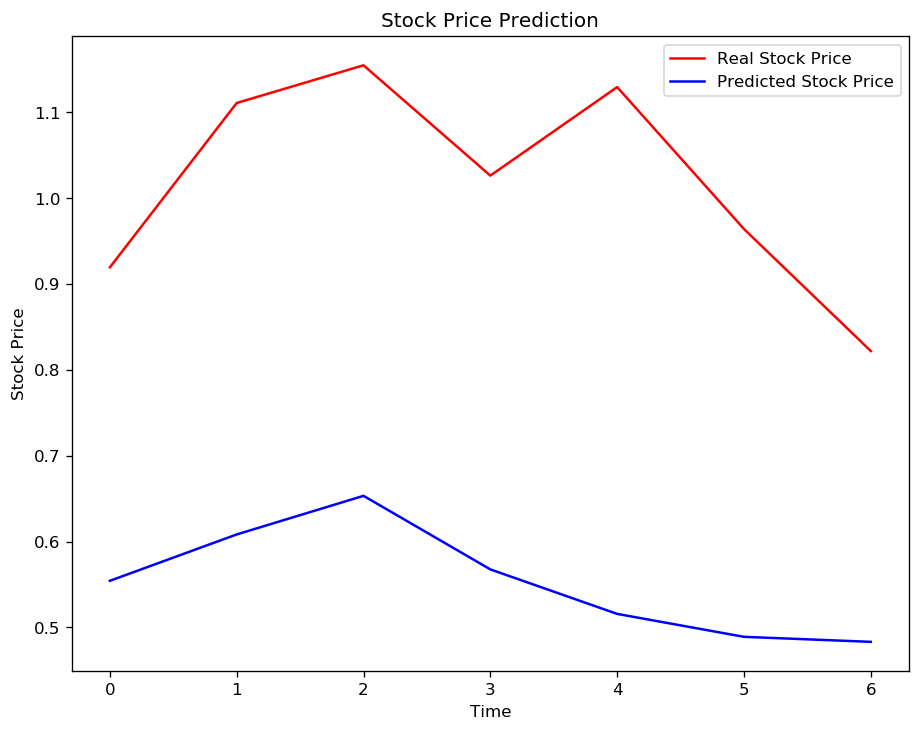 Stock Price Prediction
Real Stock Price
Predicted Stock Price
Stock Price
1.1
1.0
0.9
0.8
0.7
0.6
0.5
0 1 2 3 4 5 6
Time